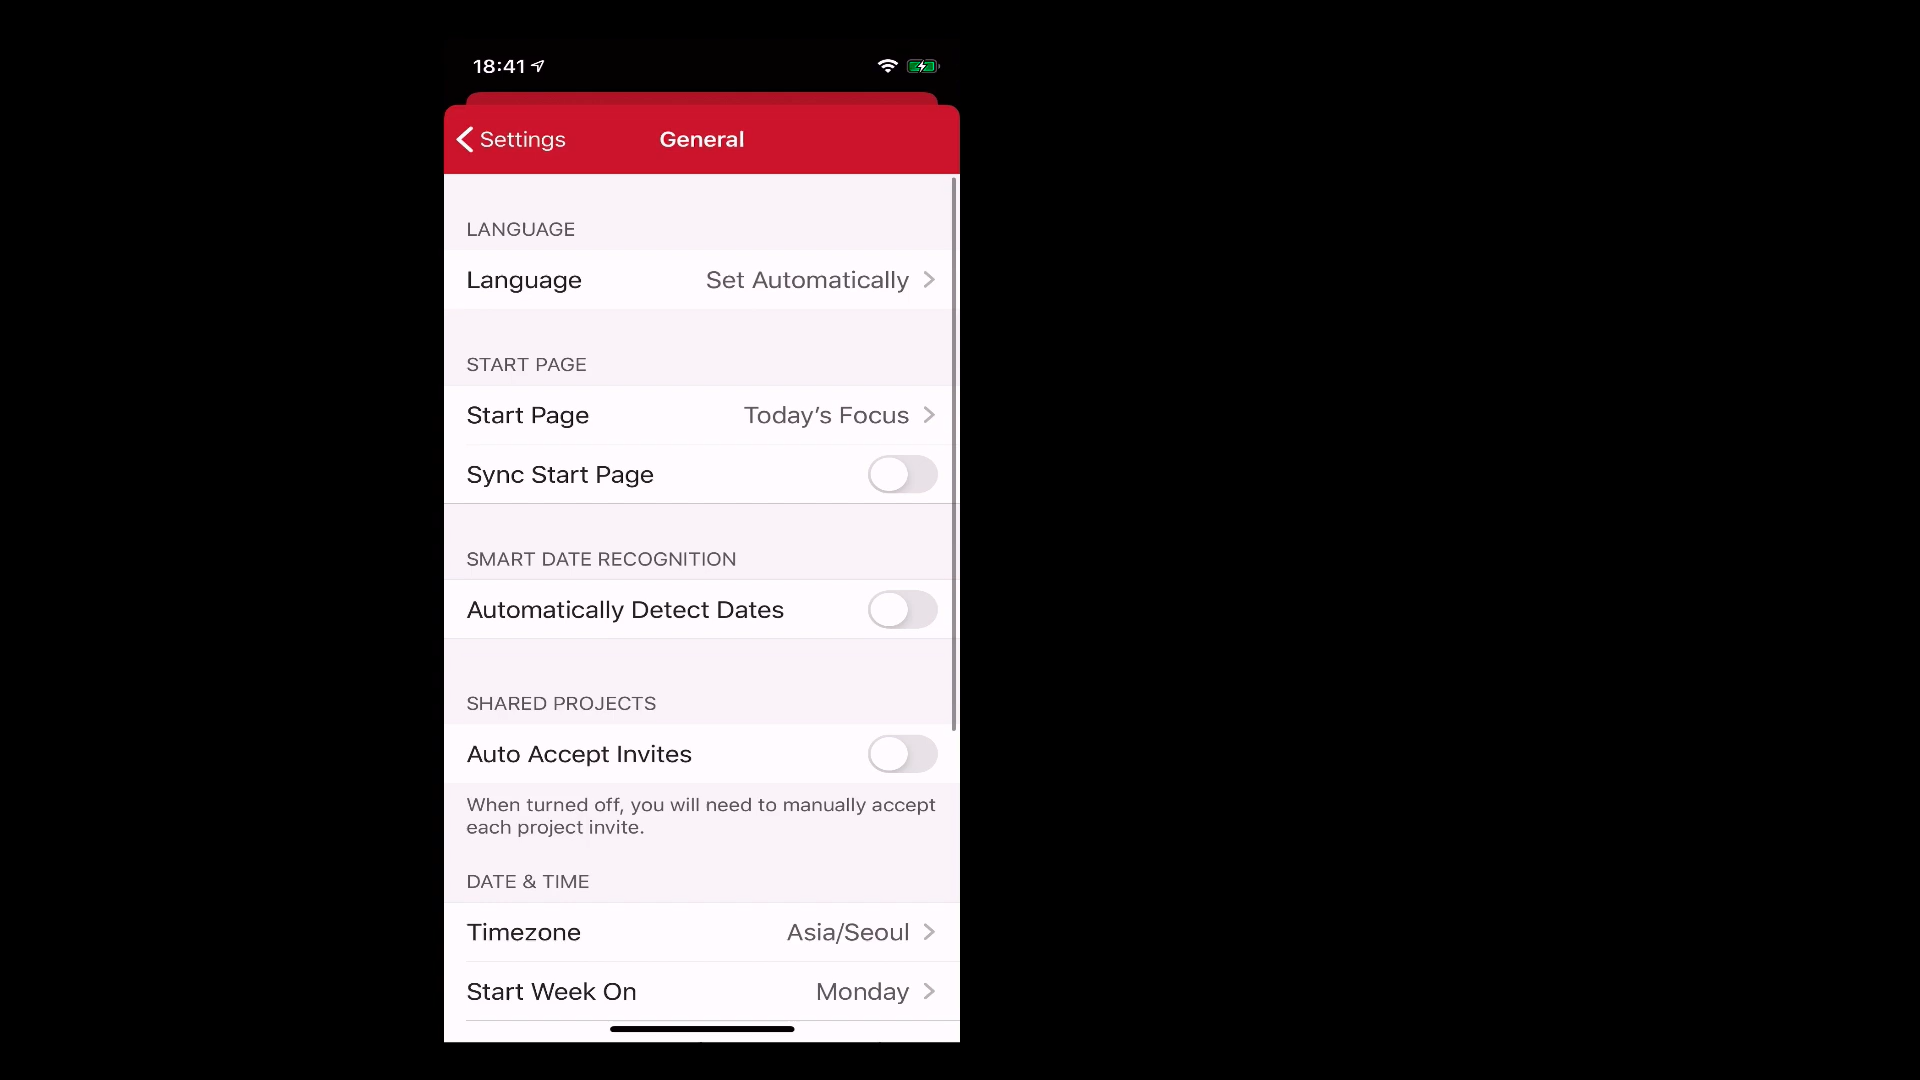 18:41
Settings
General
LANGUAGE
Language Set Automatically
START PAGE
Start Page Today’s Focus
Sync Start Page
SMART DATE RECOGNITION
Automatically Detect Dates
SHARED PROJECTS
Auto Accept Invites
When turned off, you will need to manually accept
each project invite.
DATE & TIME
Timezone Asia/Seoul
Start Week On Monday